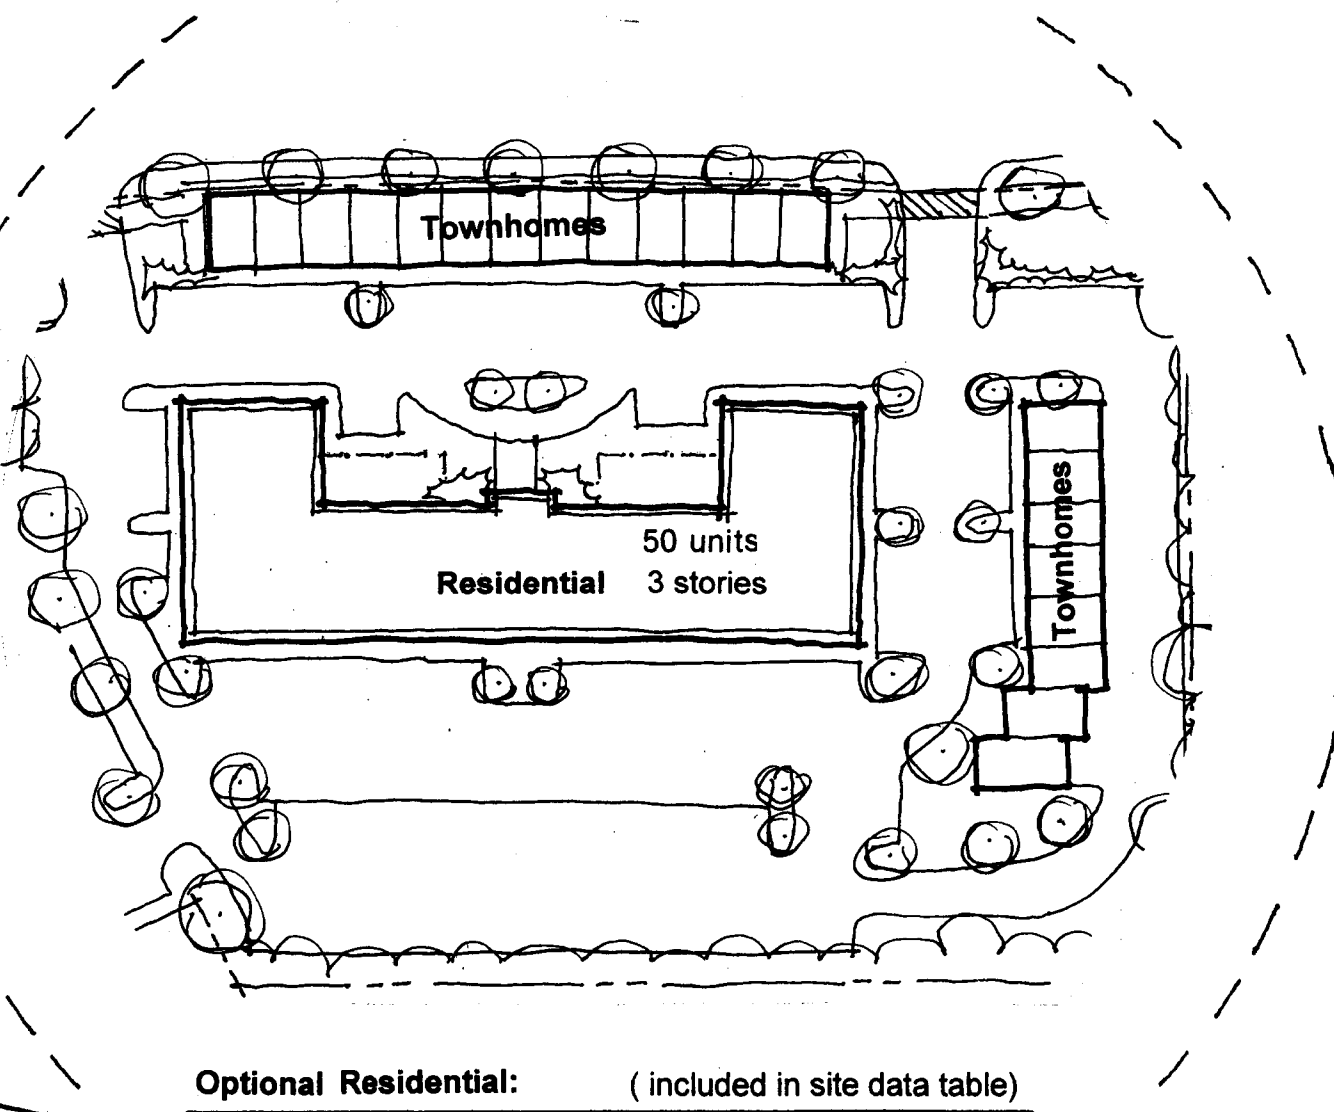 Townhomes
Townhomes
50 units
Residential 3 stories
Optional Residential: ( included in site data table)